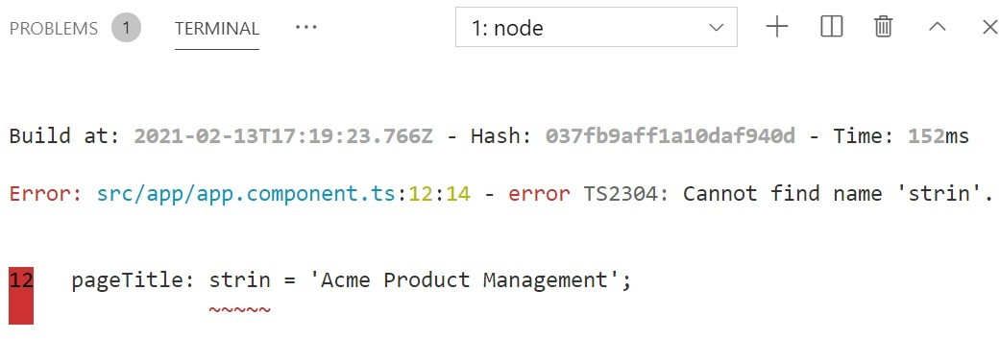 PROBLEMS 1 TERMINAL ··· 1: node
Build at: 2021-02-13T17:19:23.766Z - Hash: 037fb9aff1a10daf940d - Time: 152ms
Error: src/app/app.component.ts:12:14 - error TS2304: Cannot find name 'strin'.
12 pageTitle: strin = 'Acme Product Management';
~~~~~